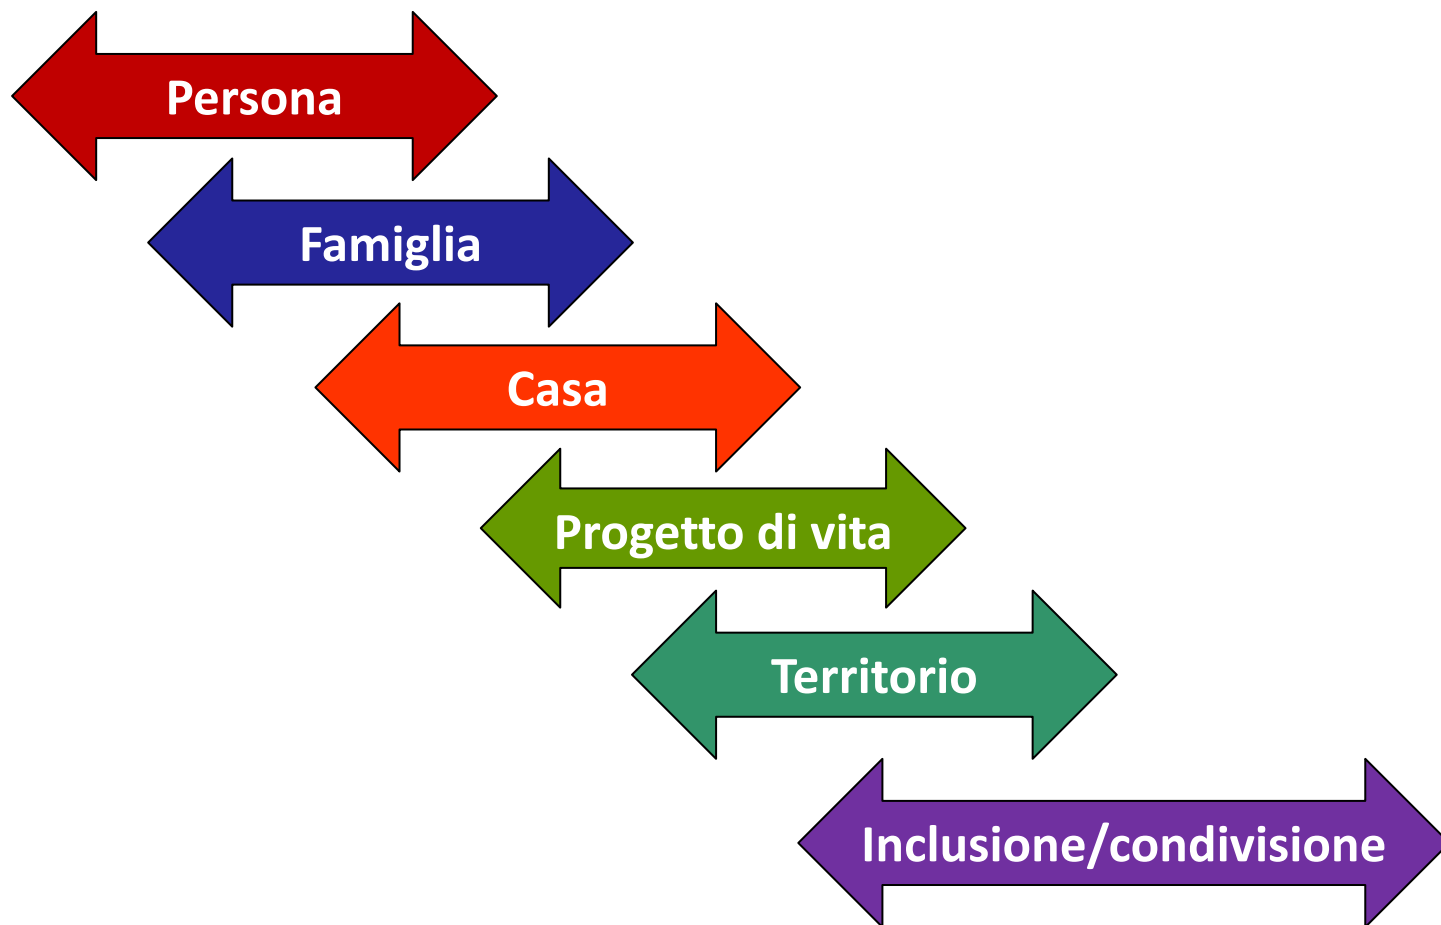 Persona
Famiglia
Casa
Progetto di vita
Territorio
Inclusione/condivisione